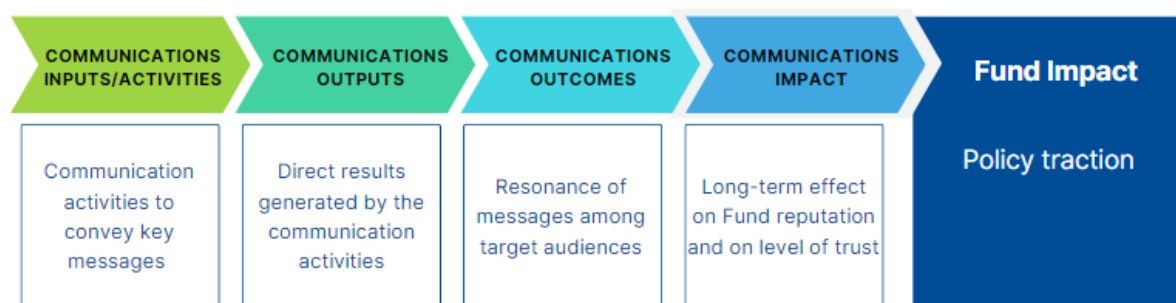 COMMUNICATIONS
INPUTS/ACTIVITIES
COMMUNICATIONS
OUTPUTS
COMMUNICATIONS
OUTCOMES
COMMUNICATIONS
IMPACT
Fund Impact
Policy traction
Communication
activities to
convey key
messages
Direct results
generated by the
communication
activities
Resonance of
messages among
target audiences
Long-term effect
on Fund reputation
and on level of trust